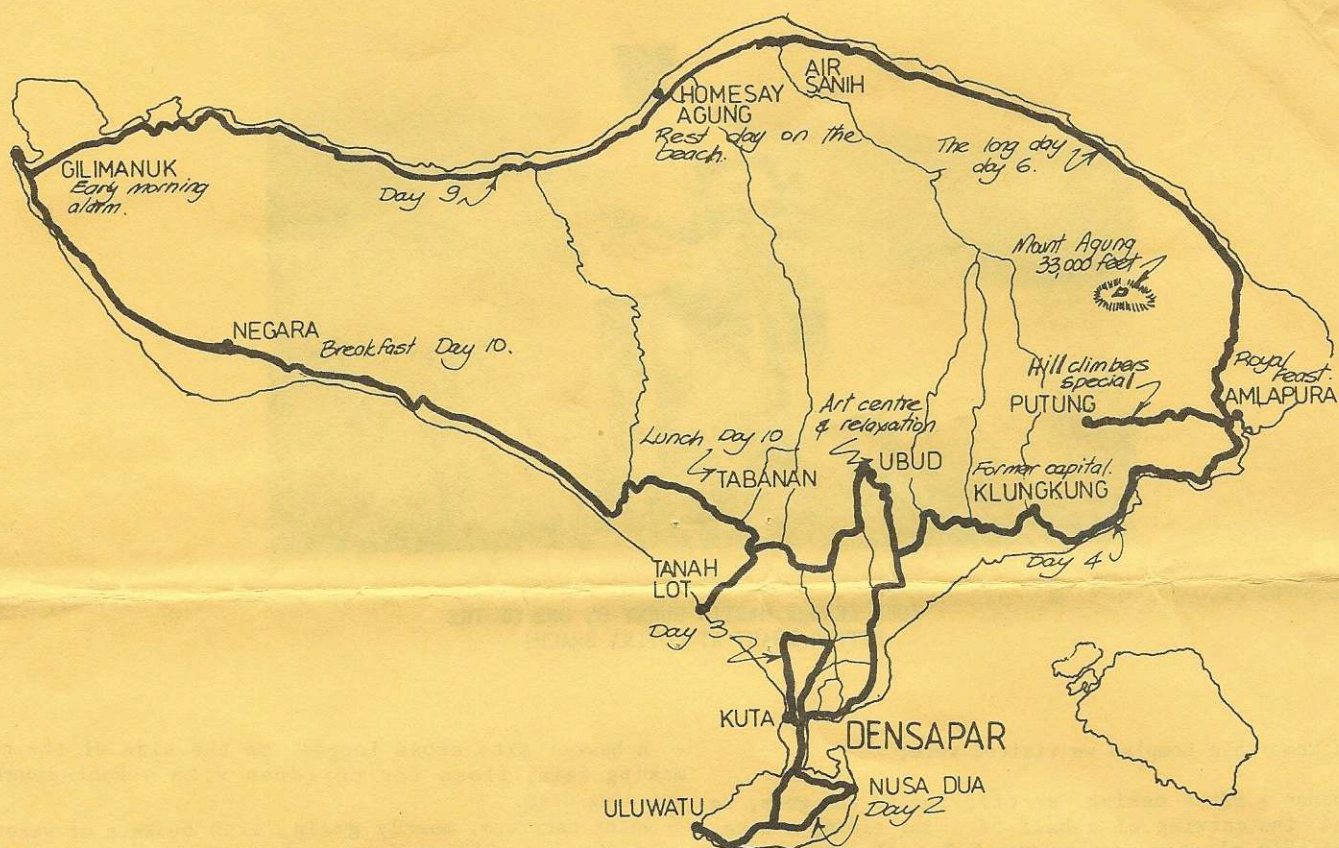 AIR
SANIH
HOMESAY
AGUNG
Rest day on the
beach.
The long day
day 6.
GILIMANUK
Early morning
alarm.
Day 9
Mount Agung
33,000 feet
NEGARA
Breakfast Day 10.
Hill climbers
special
PUTUNG
Royal
Feast.
AMLAPURA
Art centre
& relaxation
UBUD
Lunch Day 10
TABANAN
Former capital.
KLUNGKUNG
Day 4
TANAH
LOT
Day 3
KUTA
DENSAPAR
NUSA DUA
Day 2
ULUWATU